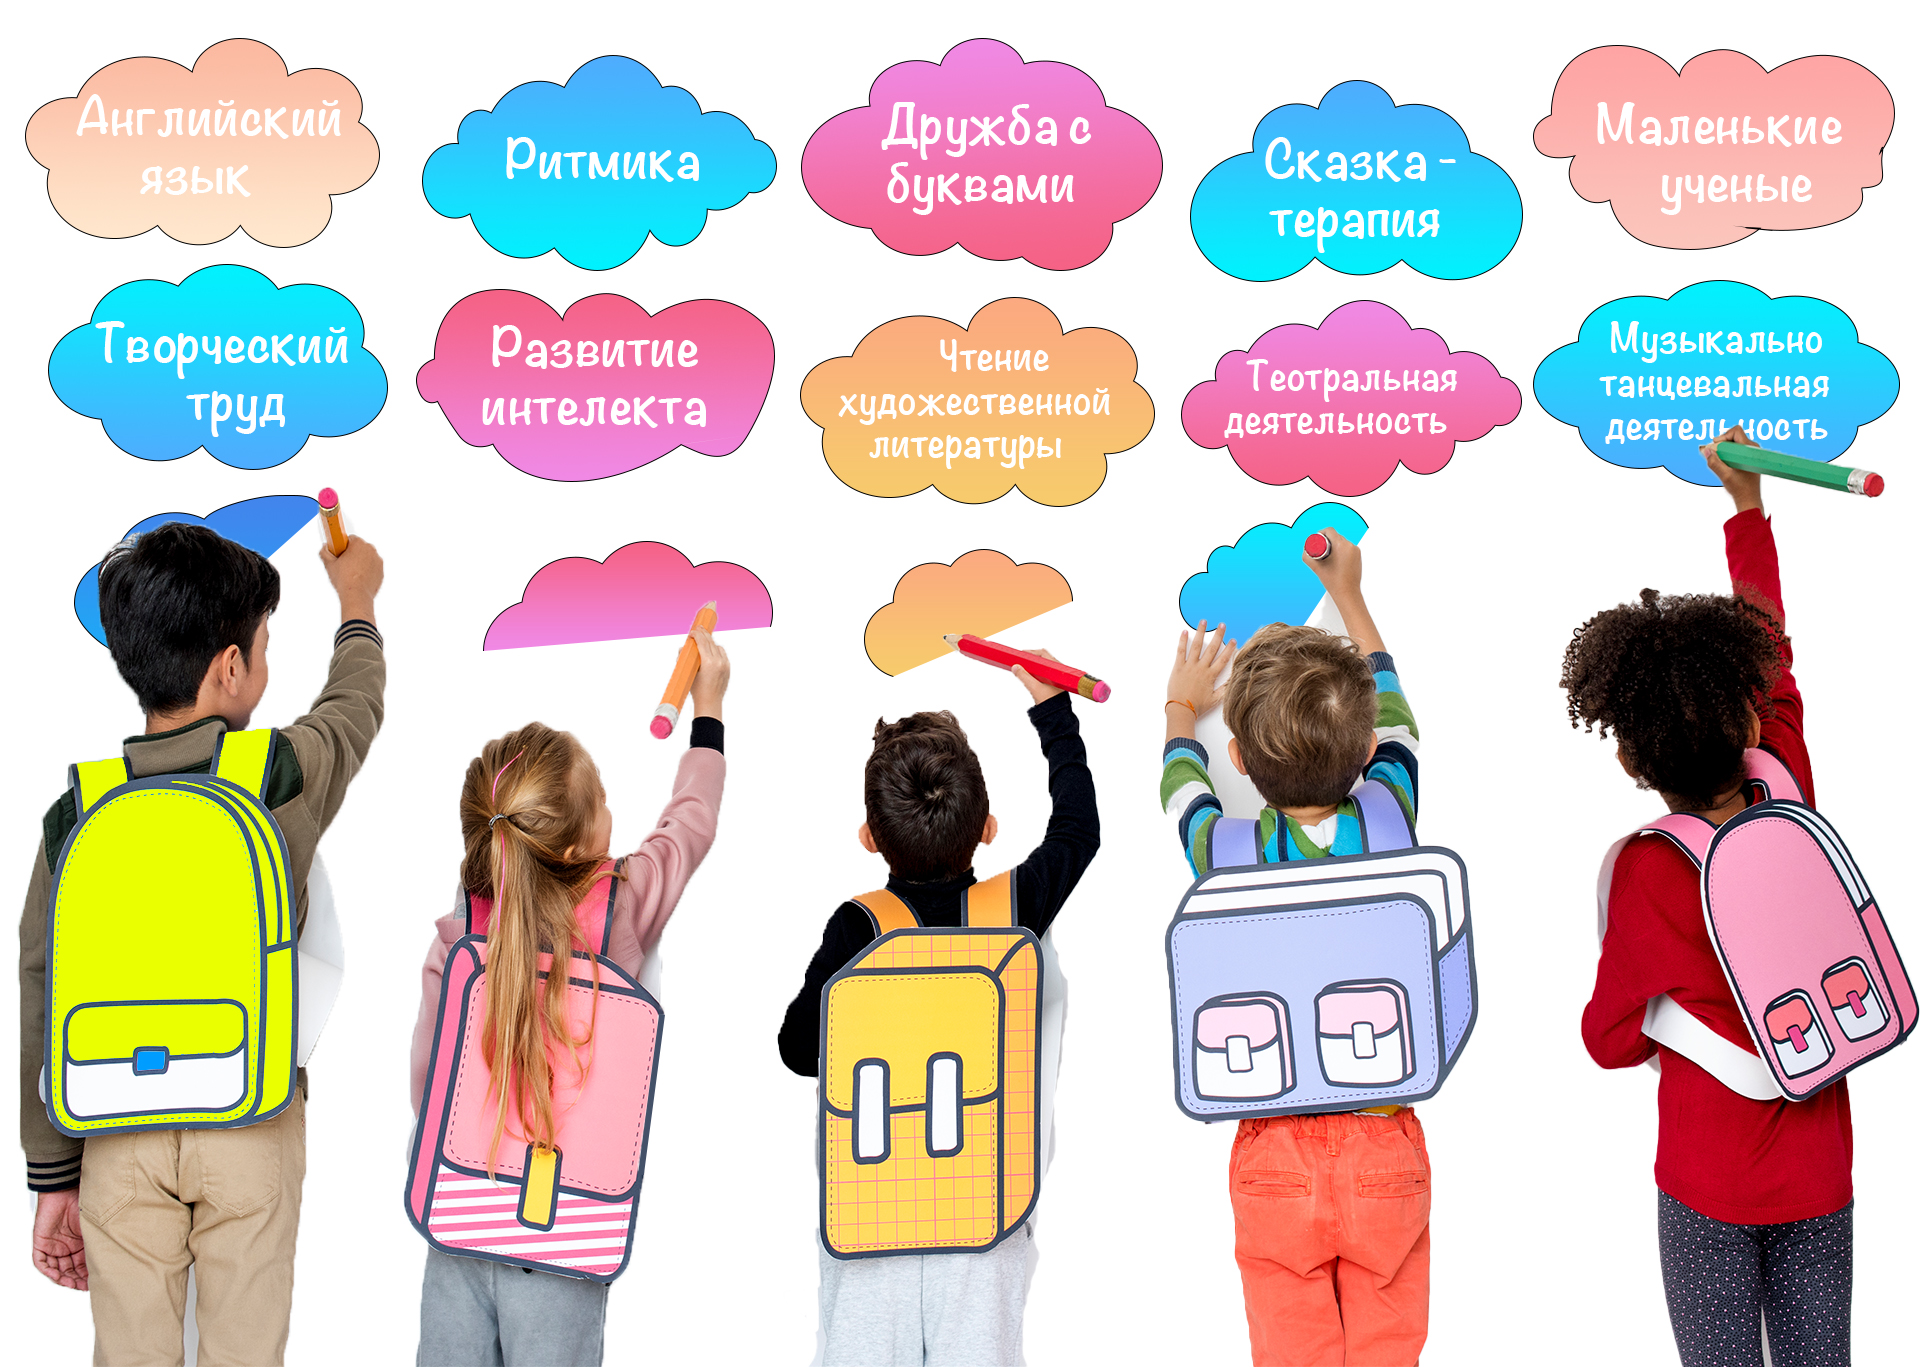 Английский
язык
Ритмика
Дружба с
буквами
Сказка -
терапия
Маленькие
ученые
Творческий
труд
Развитие
интелекта
Чтение
художественной
литературы
Театральная
деятельность
Музыкально
танцевальная
деятельность